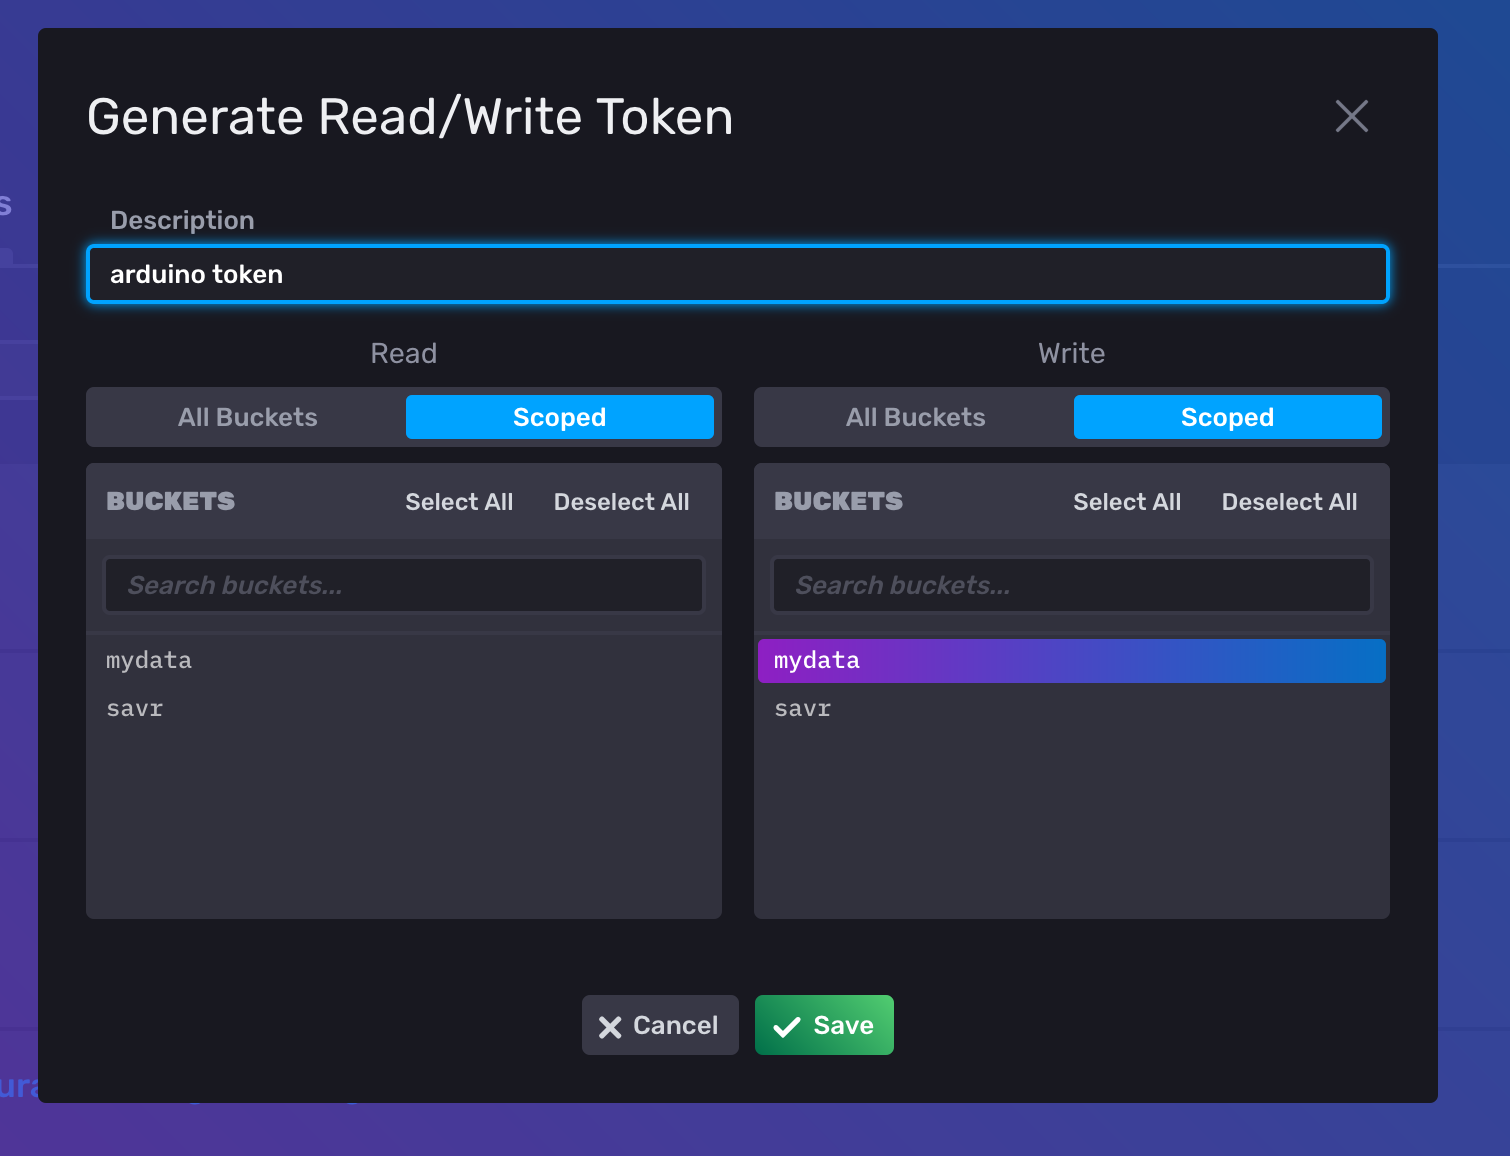 Generate Read/Write Token
s
Description
arduino token
Read
Write
All Buckets
Scoped
All Buckets
Scoped
BUCKETS
Select All
Deselect All
BUCKETS
Select All
Deselect All
Search buckets...
Search buckets...
mydata
savr
mydata
savr
Cancel
Save